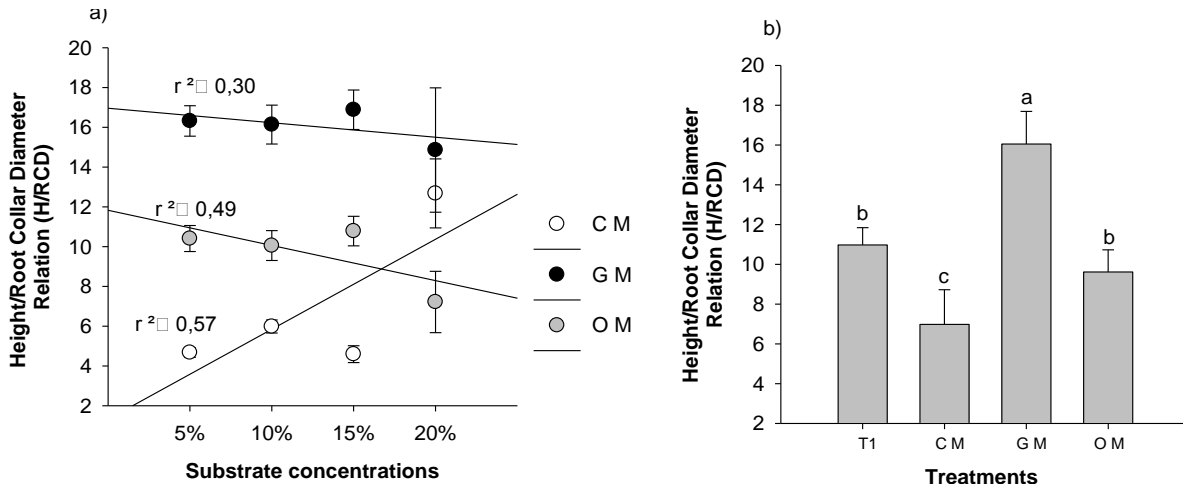 a)
Height/Root Collar Diameter
Relation (H/RCD)
20
18
16
14
12
10
8
6
4
2
r ²□ 0,30
r ²□ 0,49
r ²□ 0,57
5% 10% 15% 20%
Substrate concentrations
C M
G M
O M
b)
Height/Root Collar Diameter
Relation (H/RCD)
20
18
16
14
12
10
8
6
4
2
b
c
a
b
T1 C M G M O M
Treatments